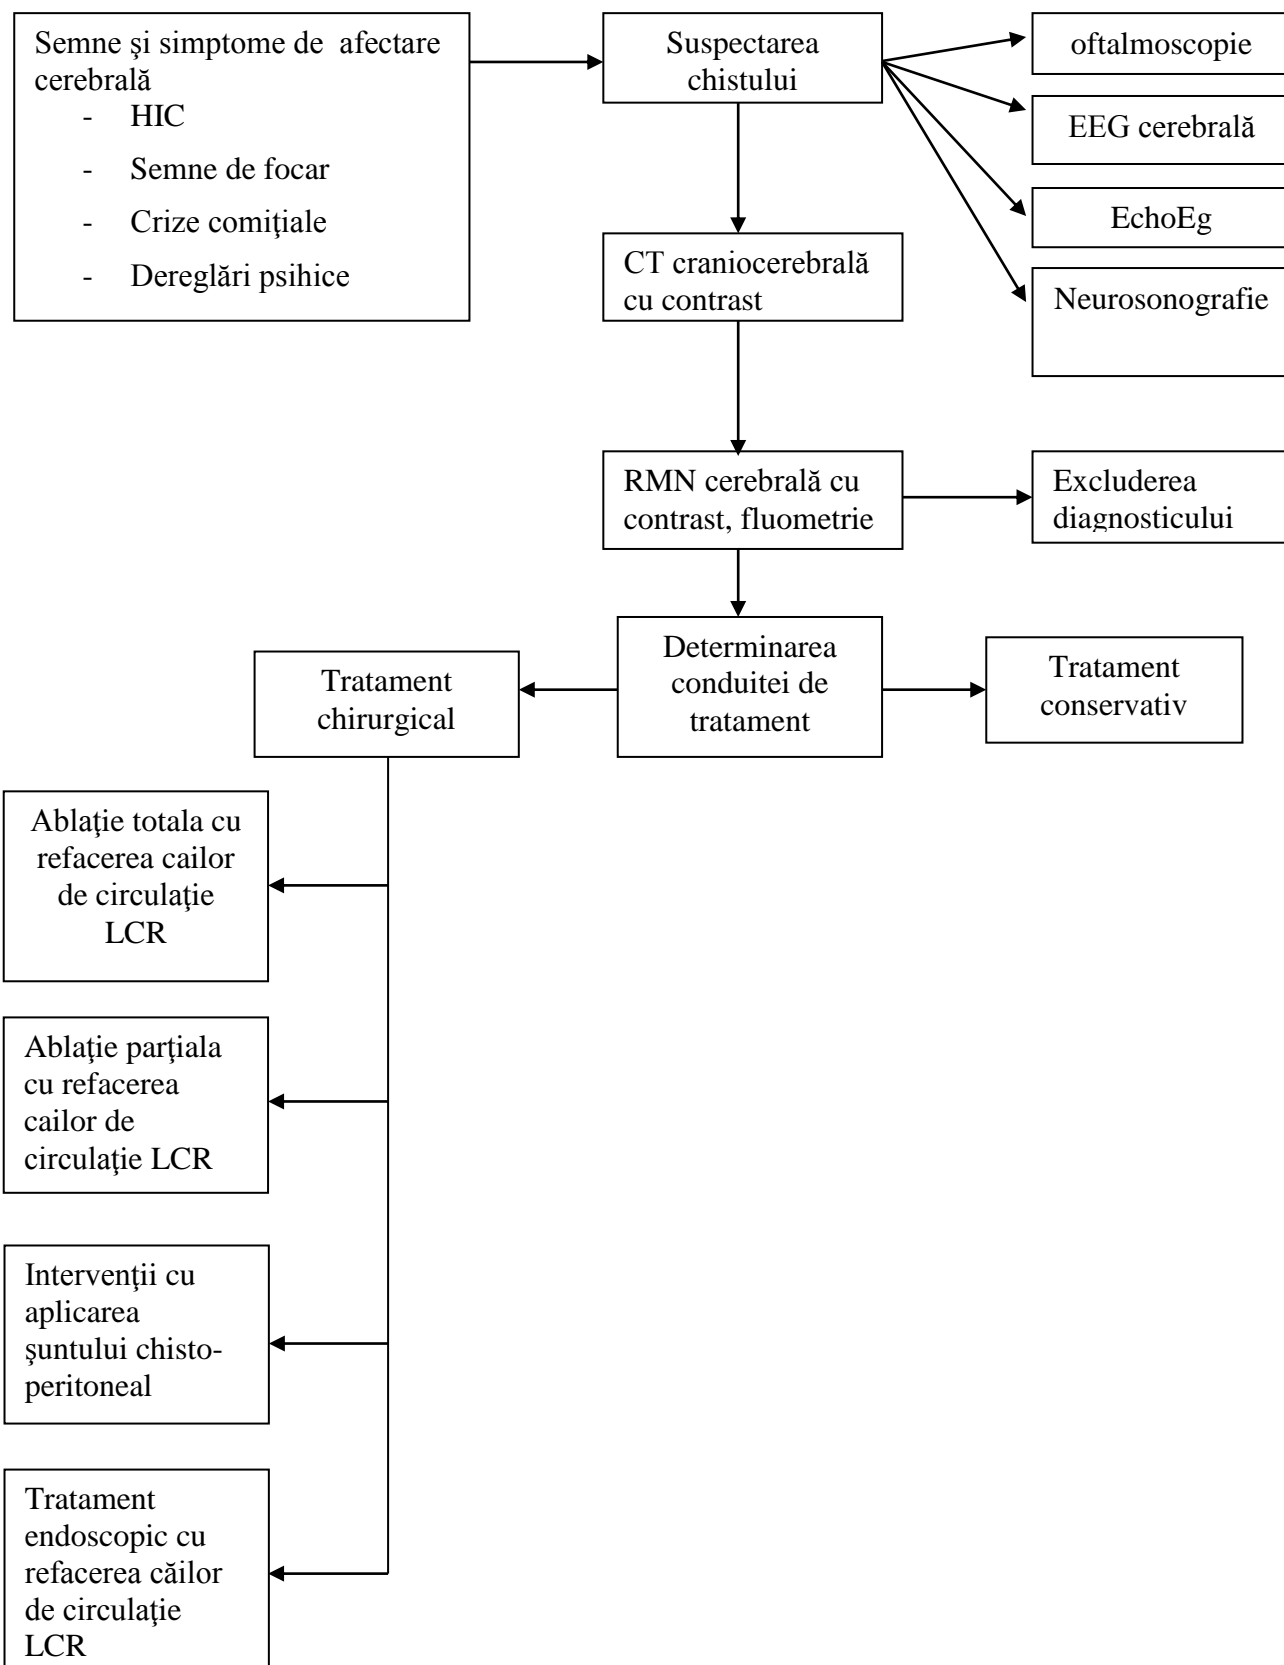 Semne şi simptome de afectare
cerebrală
- HIC
- Semne de focar
- Crize comiţiale
- Dereglări psihice
Suspectarea
chistului
oftalmoscopie
EEG cerebrală
EchoEg
Neurosonografie
CT craniocerebrală
cu contrast
RMN cerebrală cu
contrast, fluometrie
Excluderea
diagnosticului
Determinarea
conduitei de
tratament
Tratament
chirurgical
Tratament
conservativ
Ablaţie totala cu
refacerea cailor
de circulaţie
LCR
Ablaţie parţiala
cu refacerea
cailor de
circulaţie LCR
Intervenţii cu
aplicarea
şuntului chisto-
peritoneal
Tratament
endoscopic cu
refacerea căilor
de circulaţie
LCR